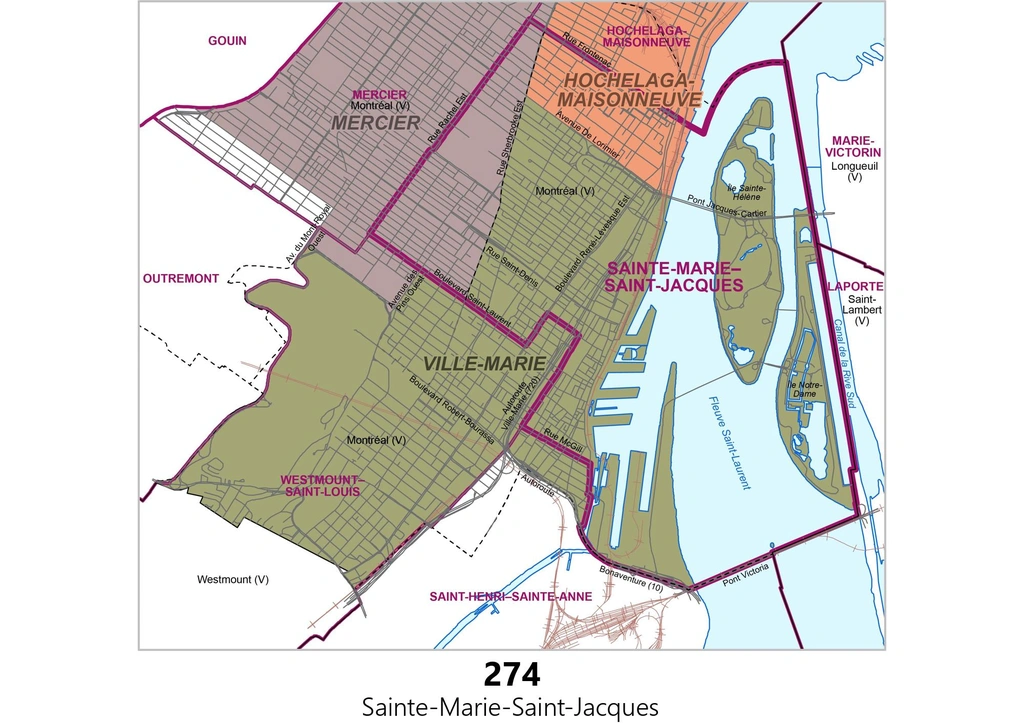 GOUIN
HOCHELAGA-
MAISONNEUVE
Rue Frontenac
HOCHELAGA-
MAISONNEUVE
MERCIER
Montréal (V)
MERCIER
Rue Rachel Est
Rue Sherbrooke Est
Avenue De Lorimier
MARIE-
VICTORIN
Longueuil
(V)
Montréal (V)
Île Sainte-
Hélène
Pont Jacques-Cartier
Av. du Mont-Royal
Ouest
Rue Saint-Denis
Boulevard René-Lévesque Est
OUTREMONT
Avenue des
Pins Ouest
Boulevard Saint-Laurent
SAINTE-MARIE–
SAINT-JACQUES
LAPORTE
Saint-
Lambert
(V)
Canal de la Rive Sud
VILLE-MARIE
Île Notre-
Dame
Autoroute
Ville-Marie (720)
Boulevard Robert-Bourassa
Fleuve Saint-Laurent
Montréal (V)
Rue McGill
WESTMOUNT–
SAINT-LOUIS
Autoroute
Bonaventure (10)
Pont Victoria
Westmount (V)
SAINT-HENRI–SAINTE-ANNE
274
Sainte-Marie-Saint-Jacques